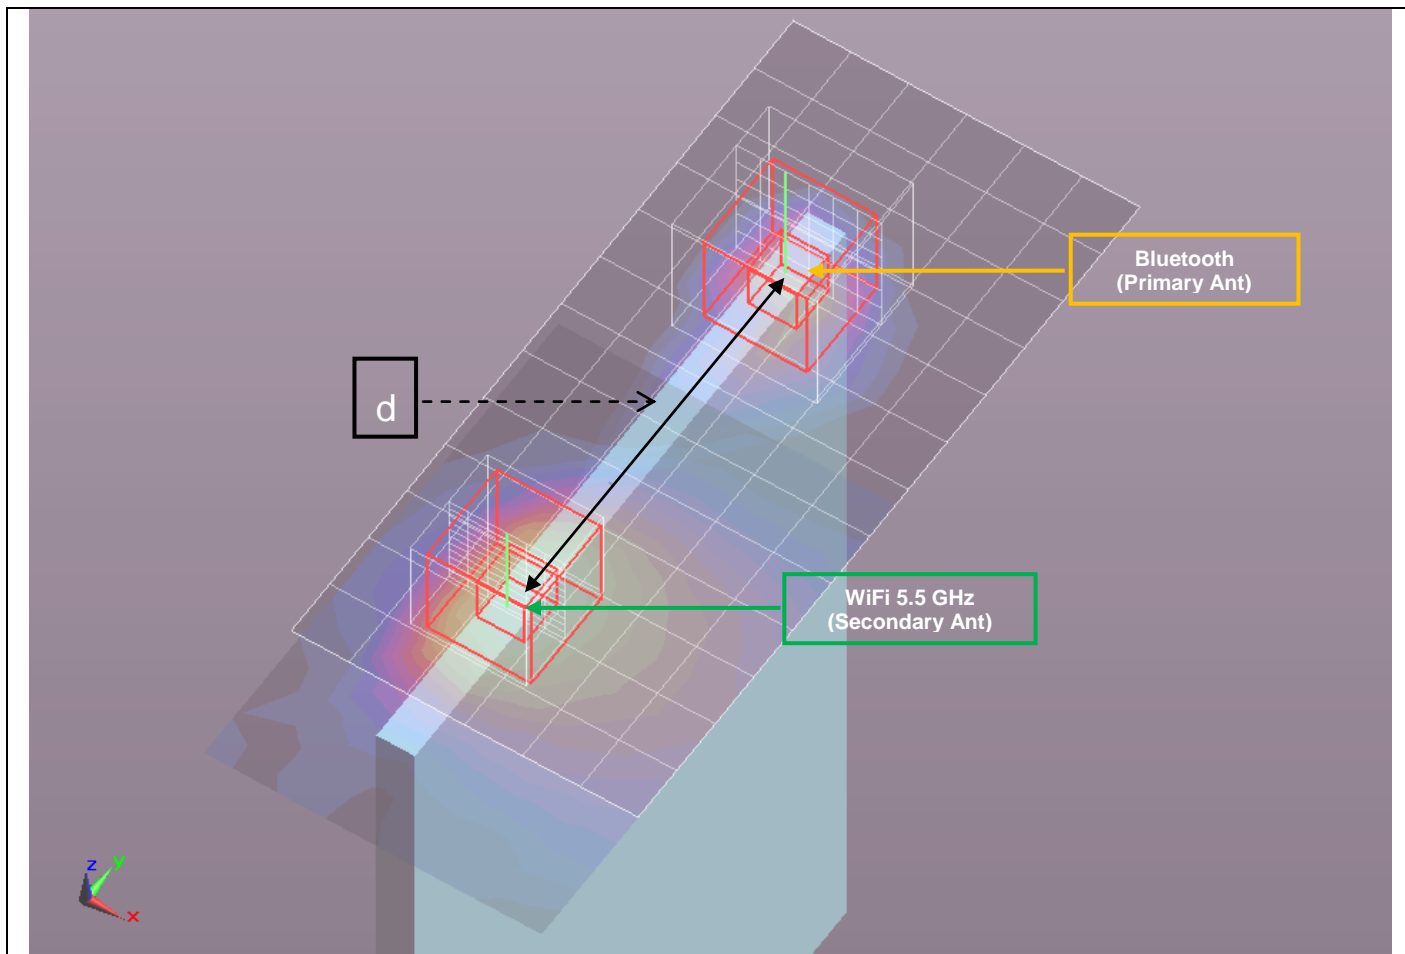 Bluetooth
(Primary Ant)
d
WiFi 5.5 GHz
(Secondary Ant)
z
y
x